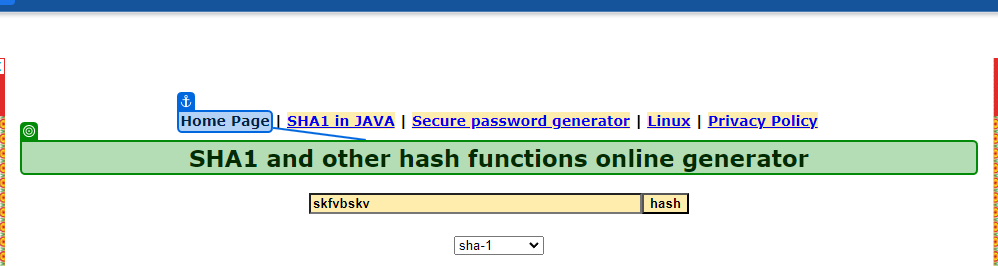 Home Page | SHA1 in JAVA | Secure password generator | Linux | Privacy Policy
SHA1 and other hash functions online generator
skfvbskv hash
sha-1